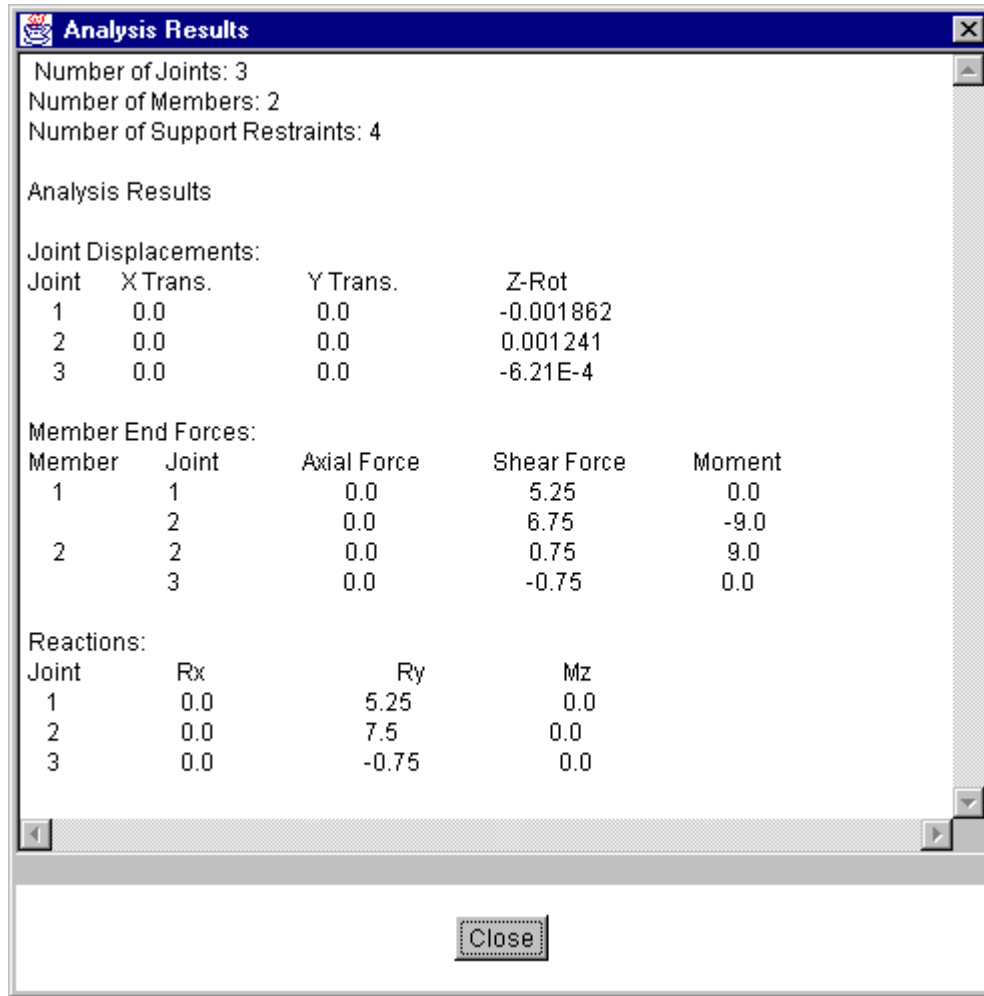 Analysis Results
Number of Joints: 3
Number of Members: 2
Number of Support Restraints: 4
Analysis Results
Joint Displacements:
Joint X Trans. Y Trans. Z-Rot
1 0.0 0.0 -0.001862
2 0.0 0.0 0.001241
3 0.0 0.0 -6.21E-4
Member End Forces:
Member Joint Axial Force Shear Force Moment
1 1 0.0 5.25 0.0
2 0.0 6.75 -9.0
2 2 0.0 0.75 9.0
3 0.0 -0.75 0.0
Reactions:
Joint Rx Ry Mz
1 0.0 5.25 0.0
2 0.0 7.5 0.0
3 0.0 -0.75 0.0
Close